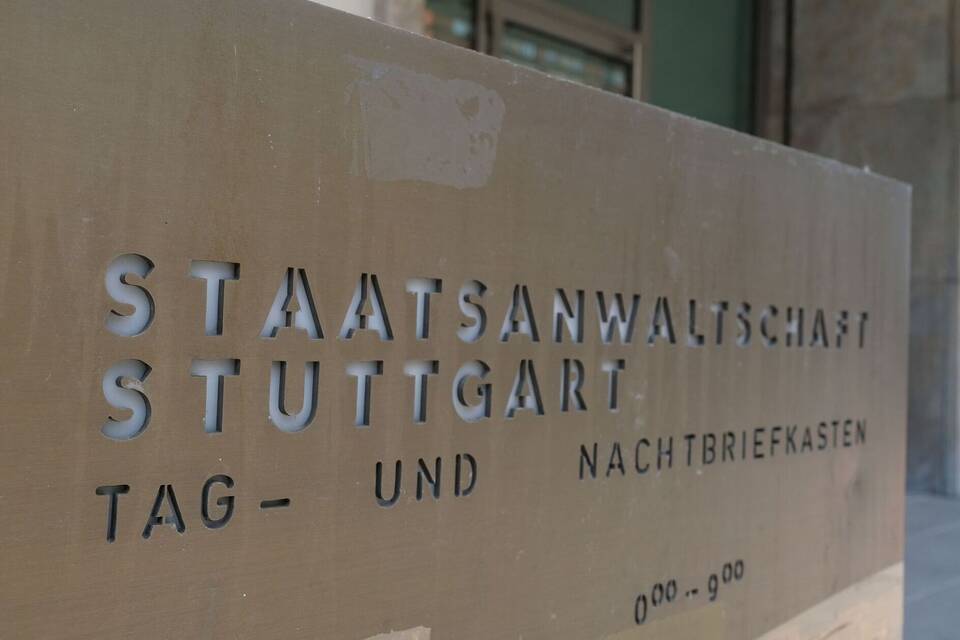 STAATSANWALTSCHAFT
STUTTGART
TAG- UND NACHTBRIEFKASTEN
0⁰⁰-9⁰⁰